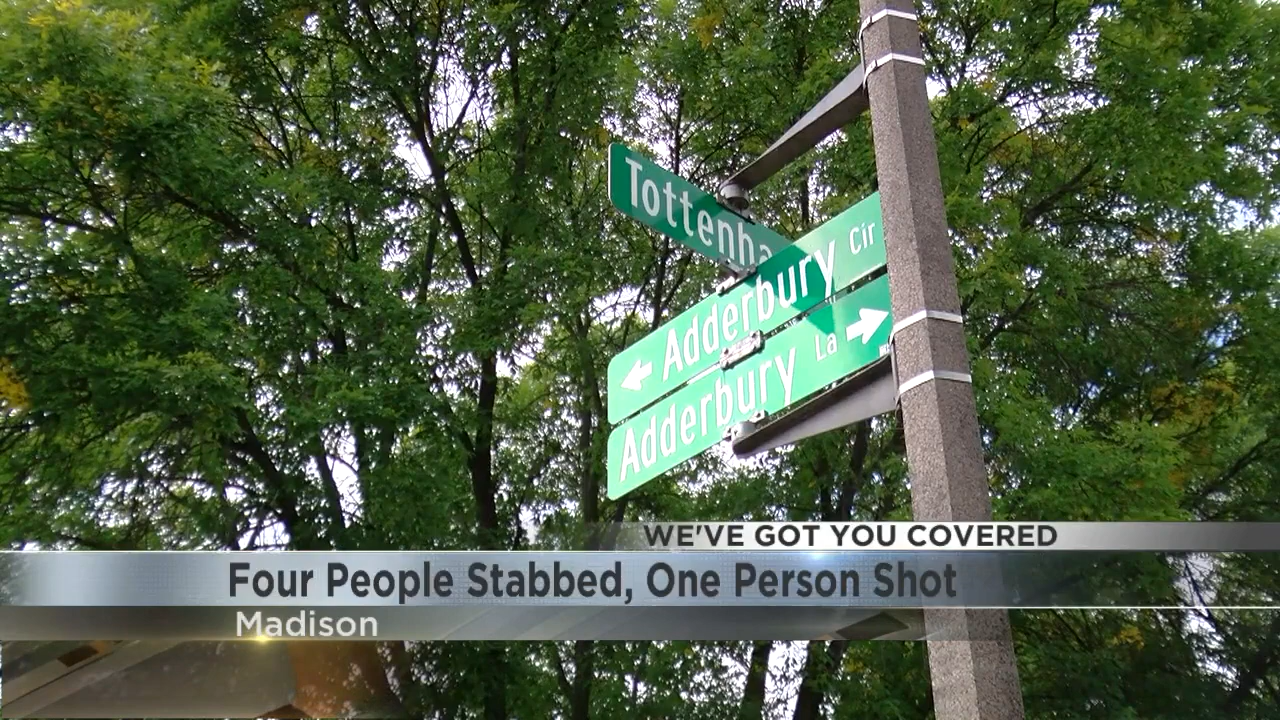 Tottenha
Adderbury Cir
Adderbury La
WE'VE GOT YOU COVERED
Four People Stabbed, One Person Shot
Madison